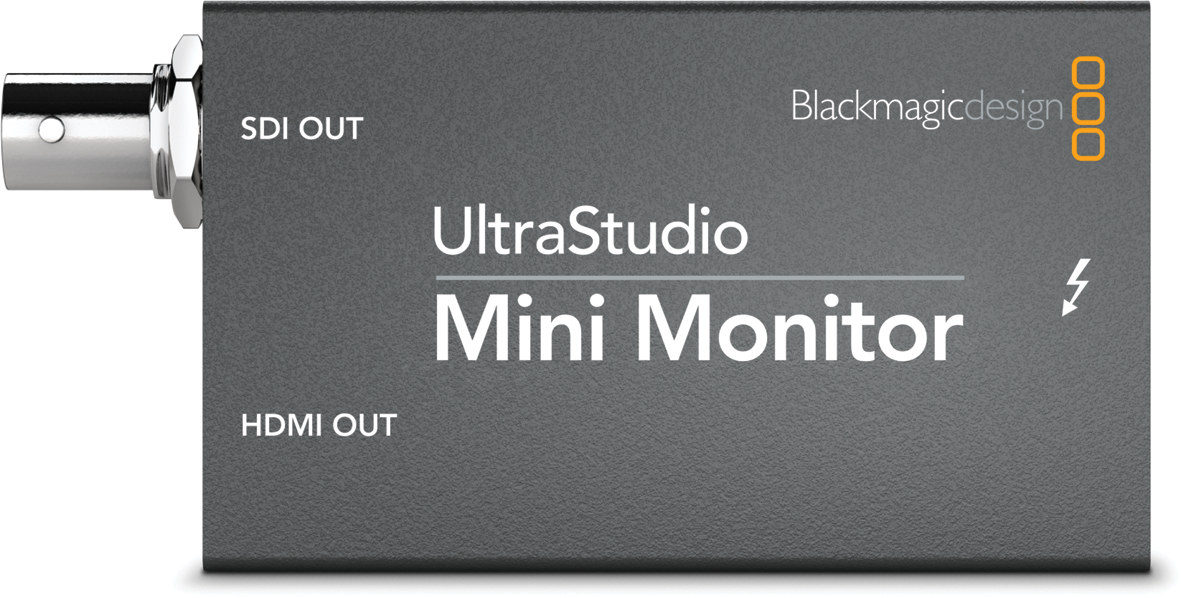 SDI OUT
Blackmagicdesign
UltraStudio
Mini Monitor
HDMI OUT